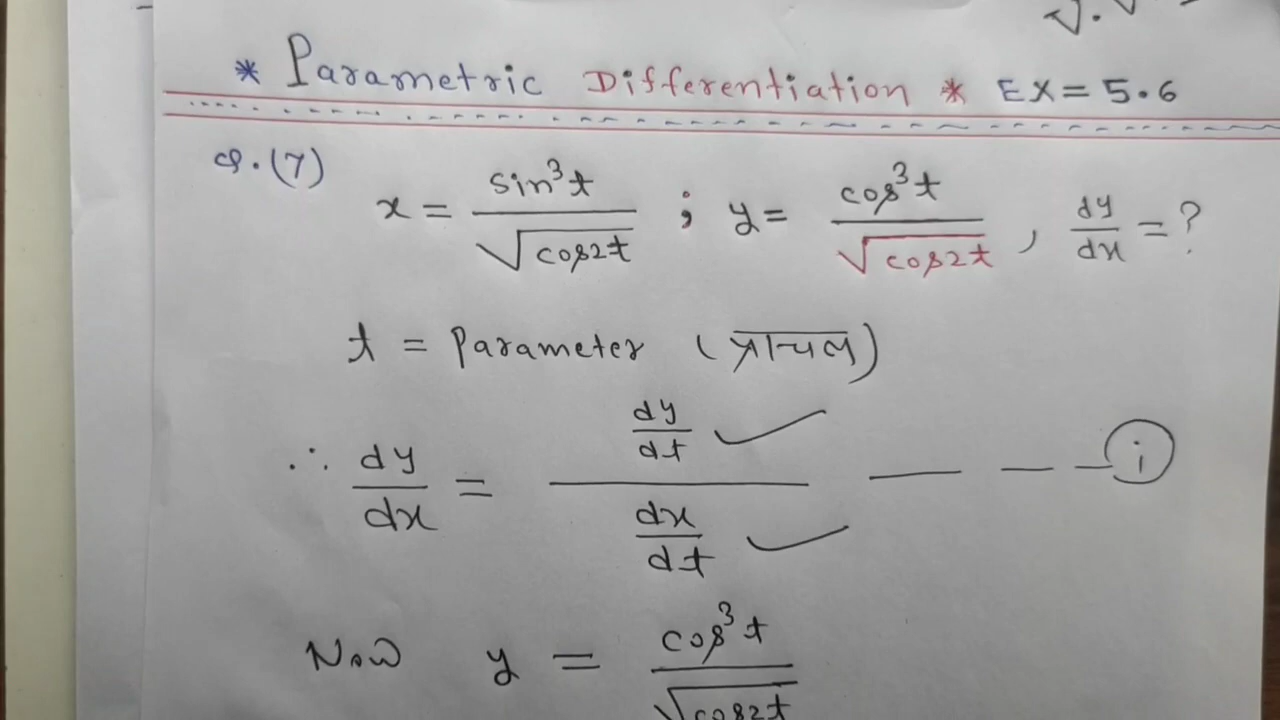 * Parametric Differentiation * EX = 5.6
Q.(7) x = sin³t / √cos2t ; y = cos³t / √cos2t , dy/dx = ?
t = Parameter (प्राचल)
∴ dy/dx = (dy/dt ✓) / (dx/dt ✓) — — — (i)
Now y = cos³t / √cos2t